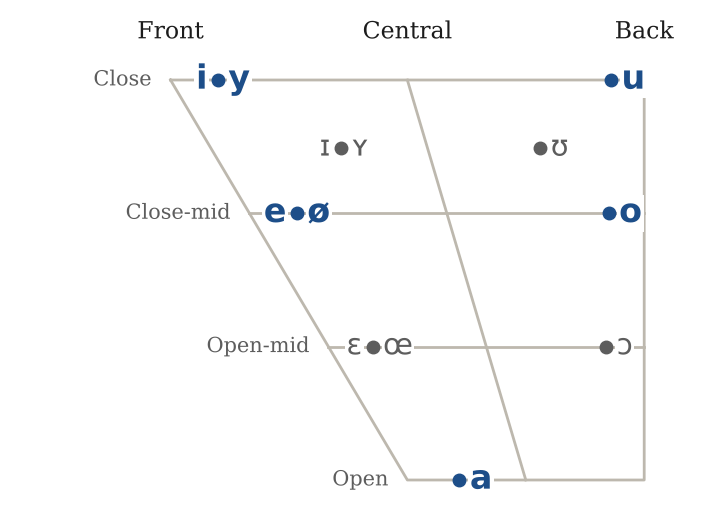 Front Central Back
Close i y u
ɪ ʏ ʊ
Close-mid e ø o
Open-mid ɛ œ ɔ
Open a